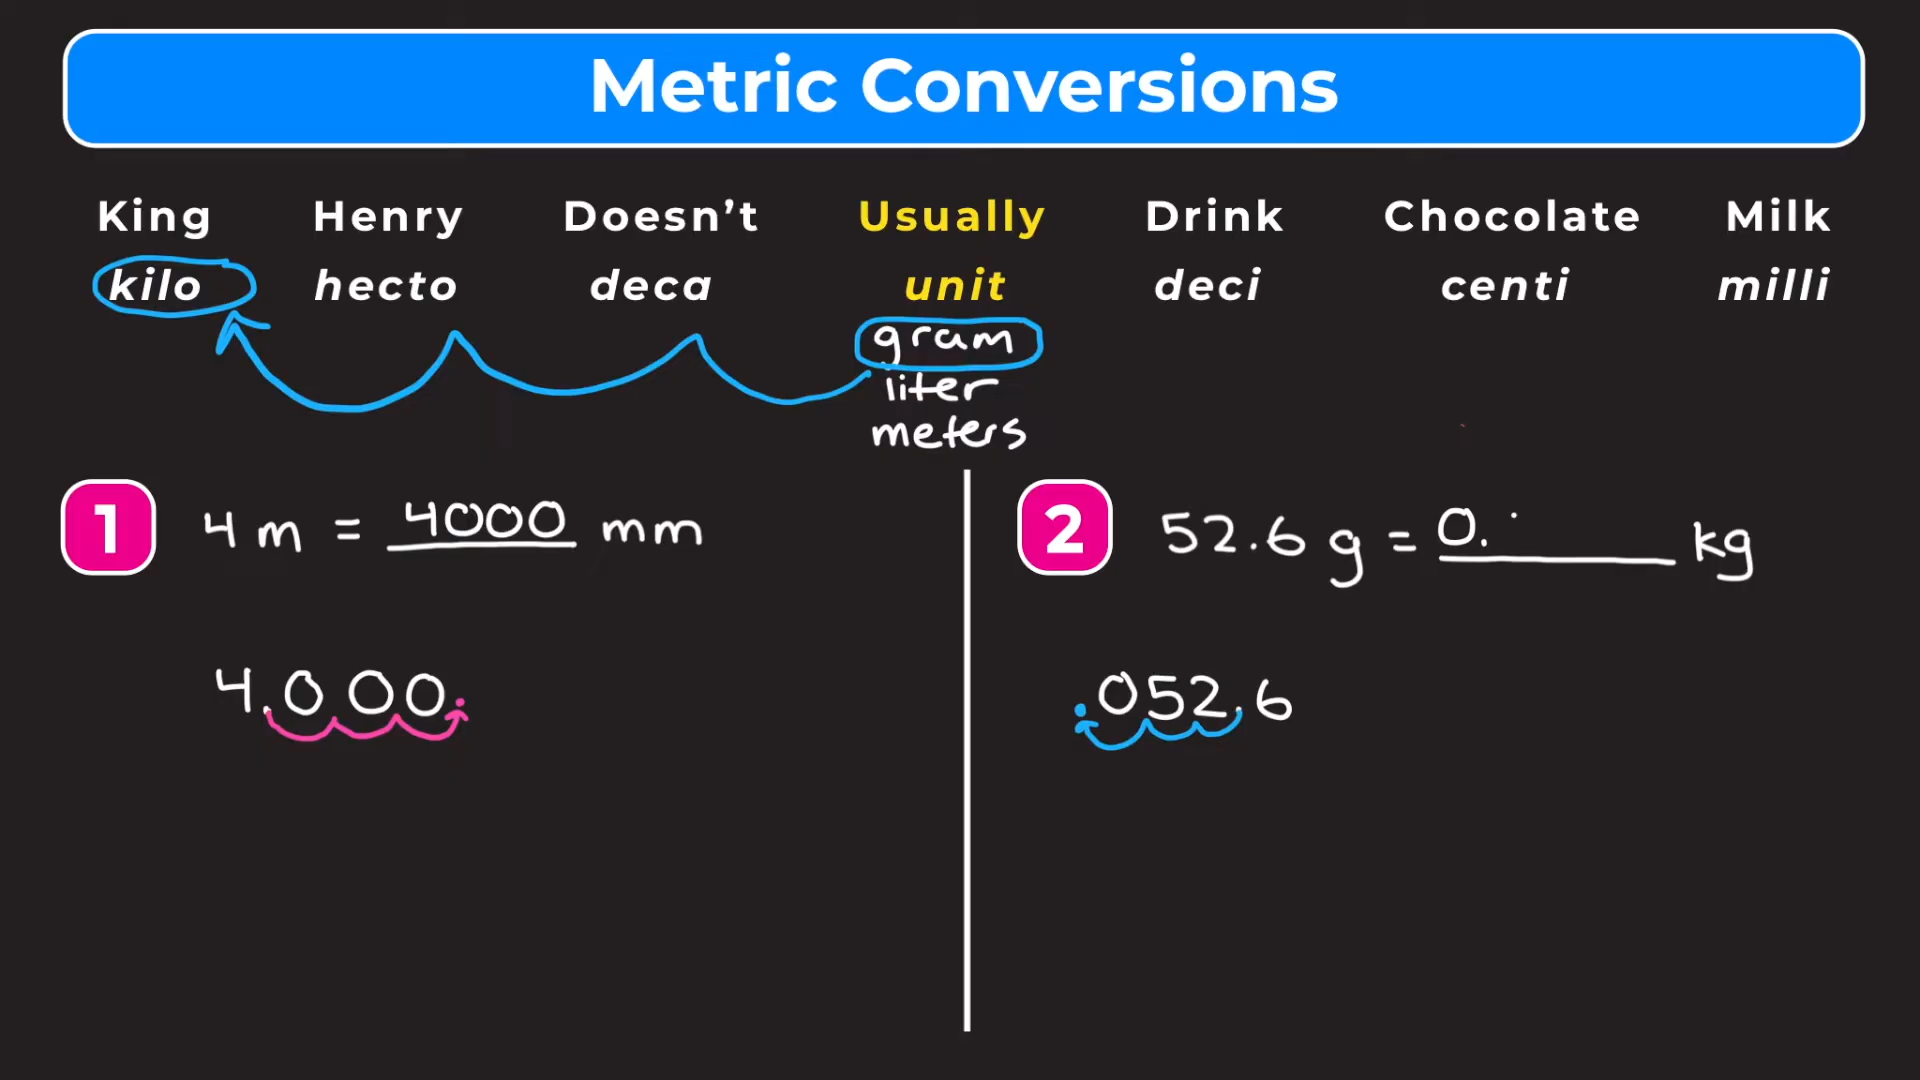 Metric Conversions
King Henry Doesn’t Usually Drink Chocolate Milk
kilo hecto deca unit deci centi milli
gram
liter
meters
1 4 m = 4000 mm
2 52.6 g = 0. kg
4.000.
.052.6